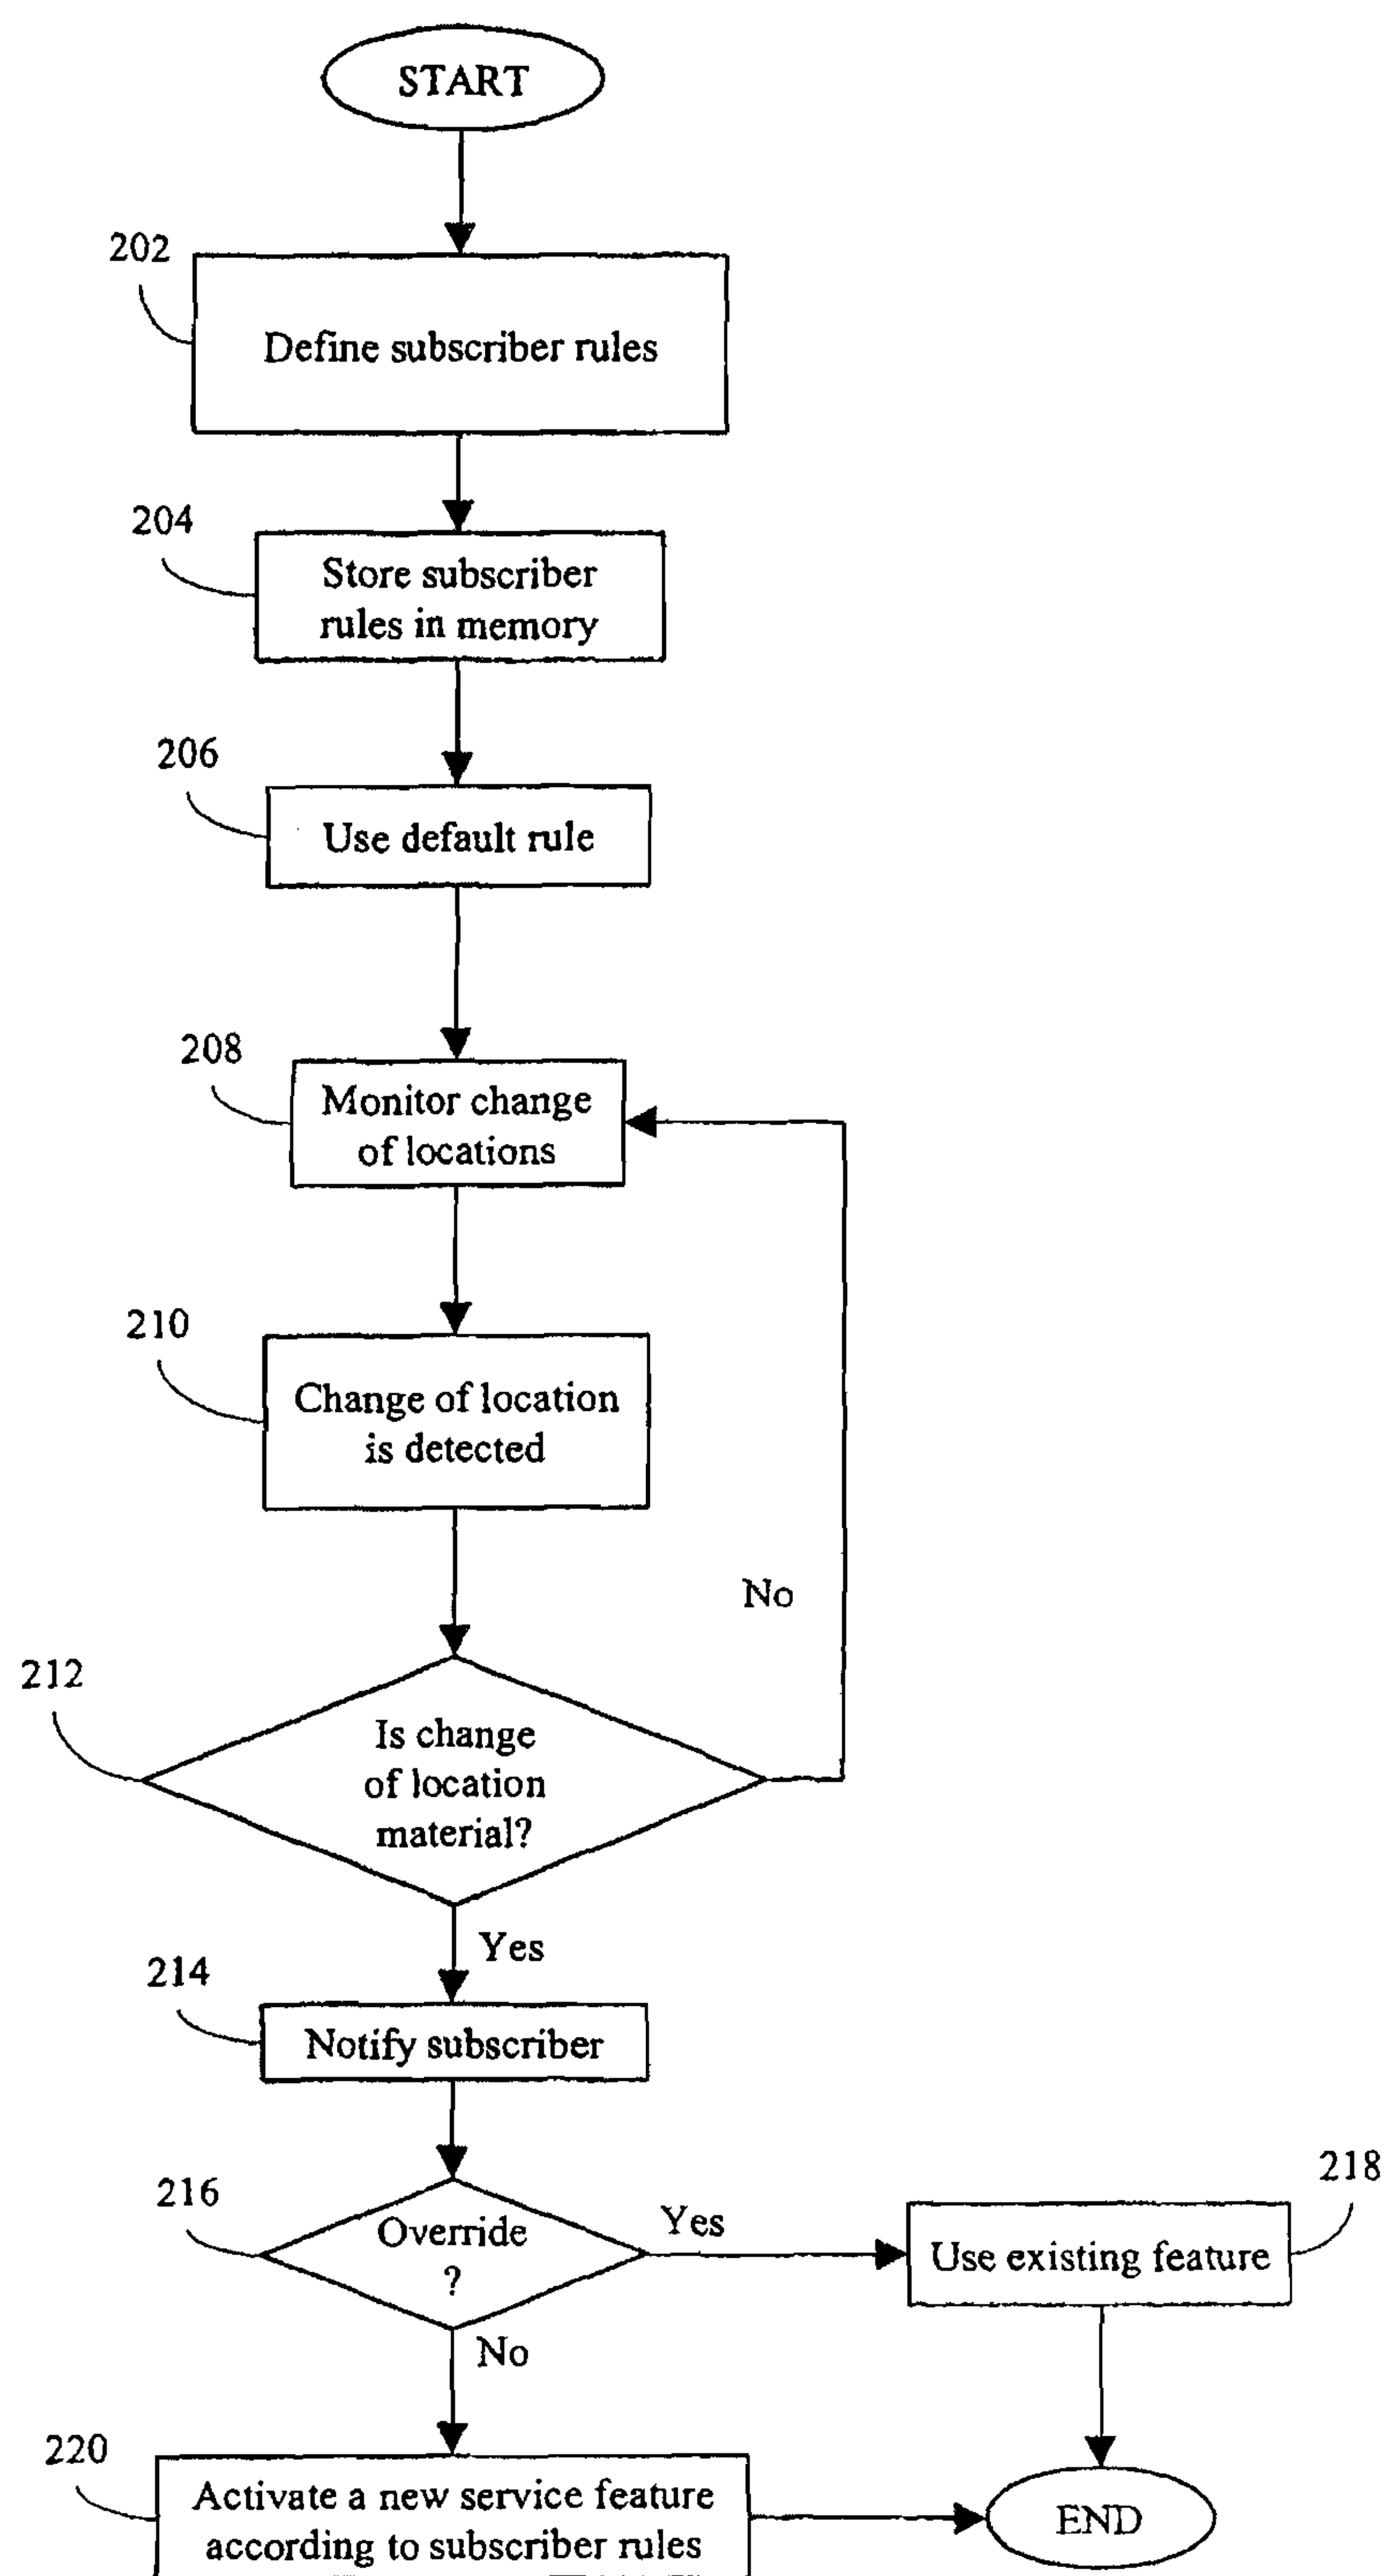 START
202
Define subscriber rules
204
Store subscriber
rules in memory
206
Use default rule
208
Monitor change
of locations
210
Change of location
is detected
No
212
Is change
of location
material?
Yes
214
Notify subscriber
216
Override
?
Yes
218
Use existing feature
No
220
Activate a new service feature
according to subscriber rules
END